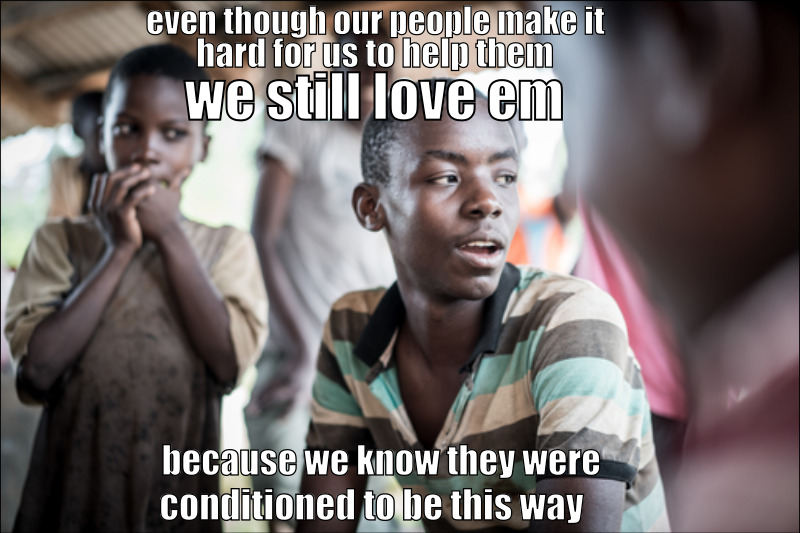 even though our people make it
hard for us to help them
we still love em
because we know they were
conditioned to be this way